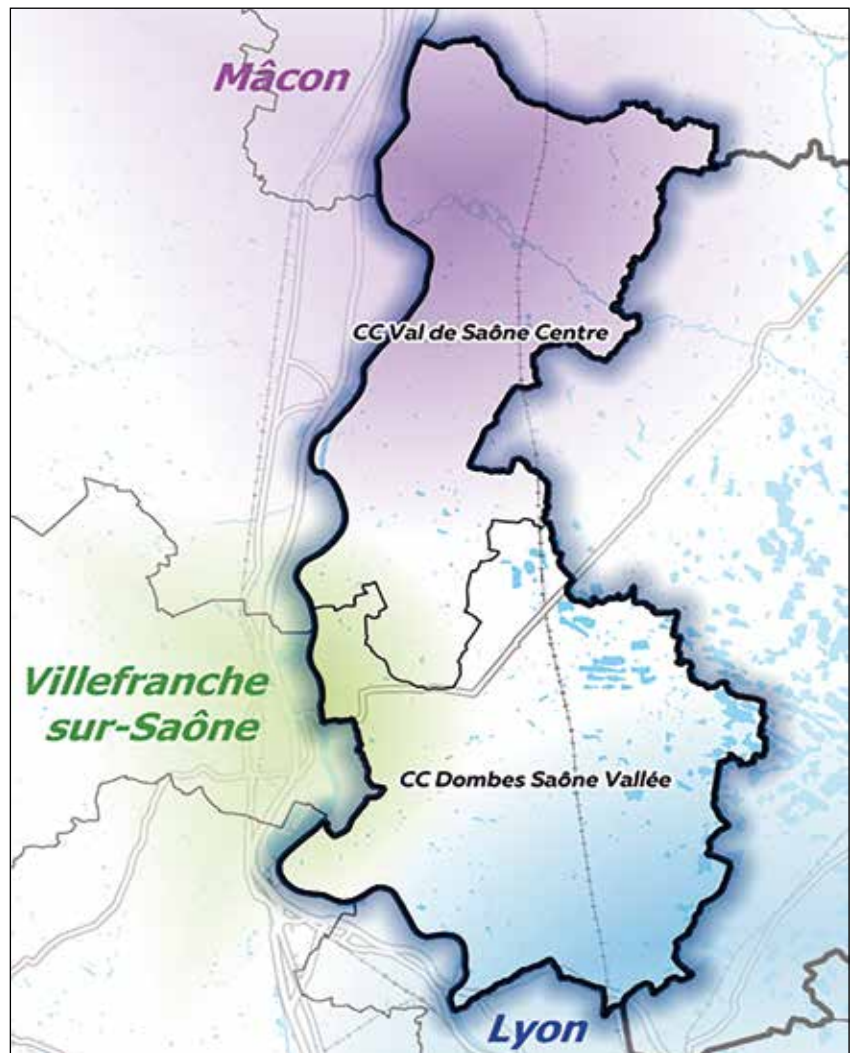 Mâcon
CC Val de Saône Centre
Villefranche
sur-Saône
CC Dombes Saône Vallée
Lyon